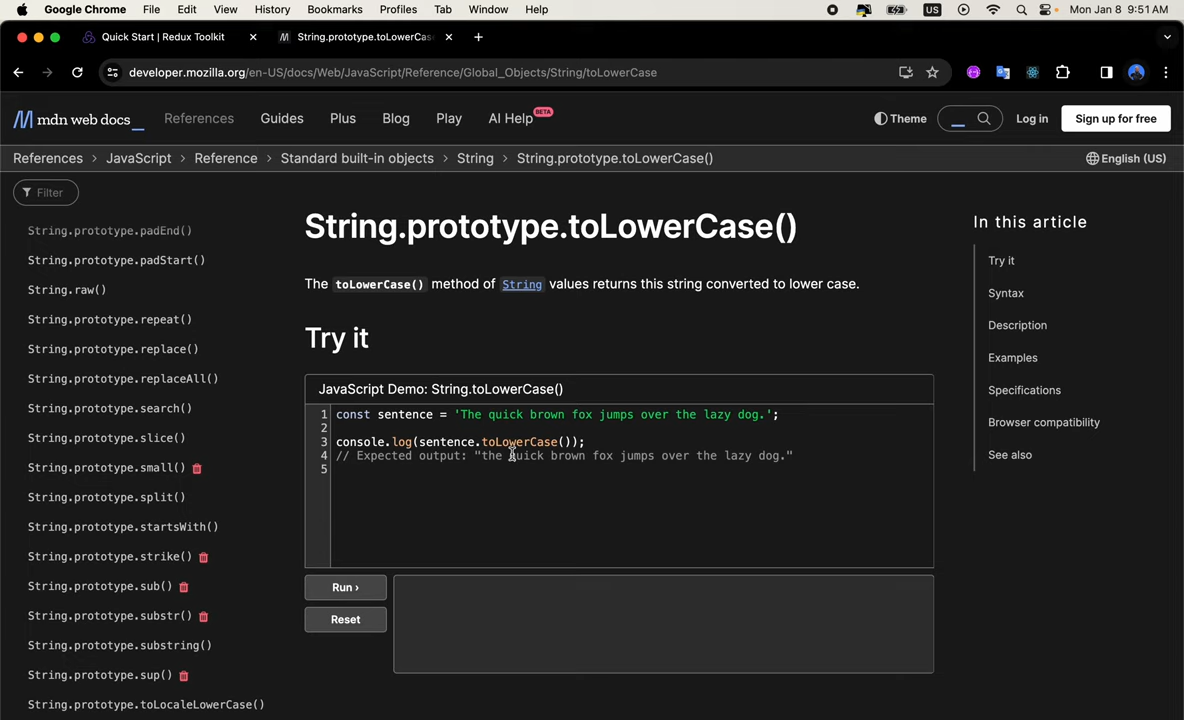 Google Chrome File Edit View History Bookmarks Profiles Tab Window Help US Mon Jan 8 9:51 AM
Quick Start | Redux Toolkit String.prototype.toLowerCas
developer.mozilla.org/en-US/docs/Web/JavaScript/Reference/Global_Objects/String/toLowerCase
mdn web docs_ References Guides Plus Blog Play AI Help BETA Theme Log in Sign up for free
References > JavaScript > Reference > Standard built-in objects > String > String.prototype.toLowerCase() English (US)
Filter
String.prototype.padEnd()
String.prototype.padStart()
String.raw()
String.prototype.repeat()
String.prototype.replace()
String.prototype.replaceAll()
String.prototype.search()
String.prototype.slice()
String.prototype.small()
String.prototype.split()
String.prototype.startsWith()
String.prototype.strike()
String.prototype.sub()
String.prototype.substr()
String.prototype.substring()
String.prototype.sup()
String.prototype.toLocaleLowerCase()
String.prototype.toLowerCase()
The toLowerCase() method of String values returns this string converted to lower case.
Try it
JavaScript Demo: String.toLowerCase()
1 const sentence = 'The quick brown fox jumps over the lazy dog.';
2
3 console.log(sentence.toLowerCase());
4 // Expected output: "the quick brown fox jumps over the lazy dog."
5
Run ›
Reset
In this article
Try it
Syntax
Description
Examples
Specifications
Browser compatibility
See also